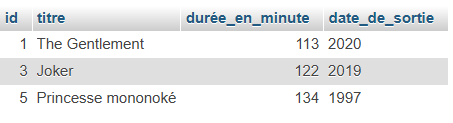 id titre durée_en_minute date_de_sortie
1 The Gentlement 113 2020
3 Joker 122 2019
5 Princesse mononoké 134 1997